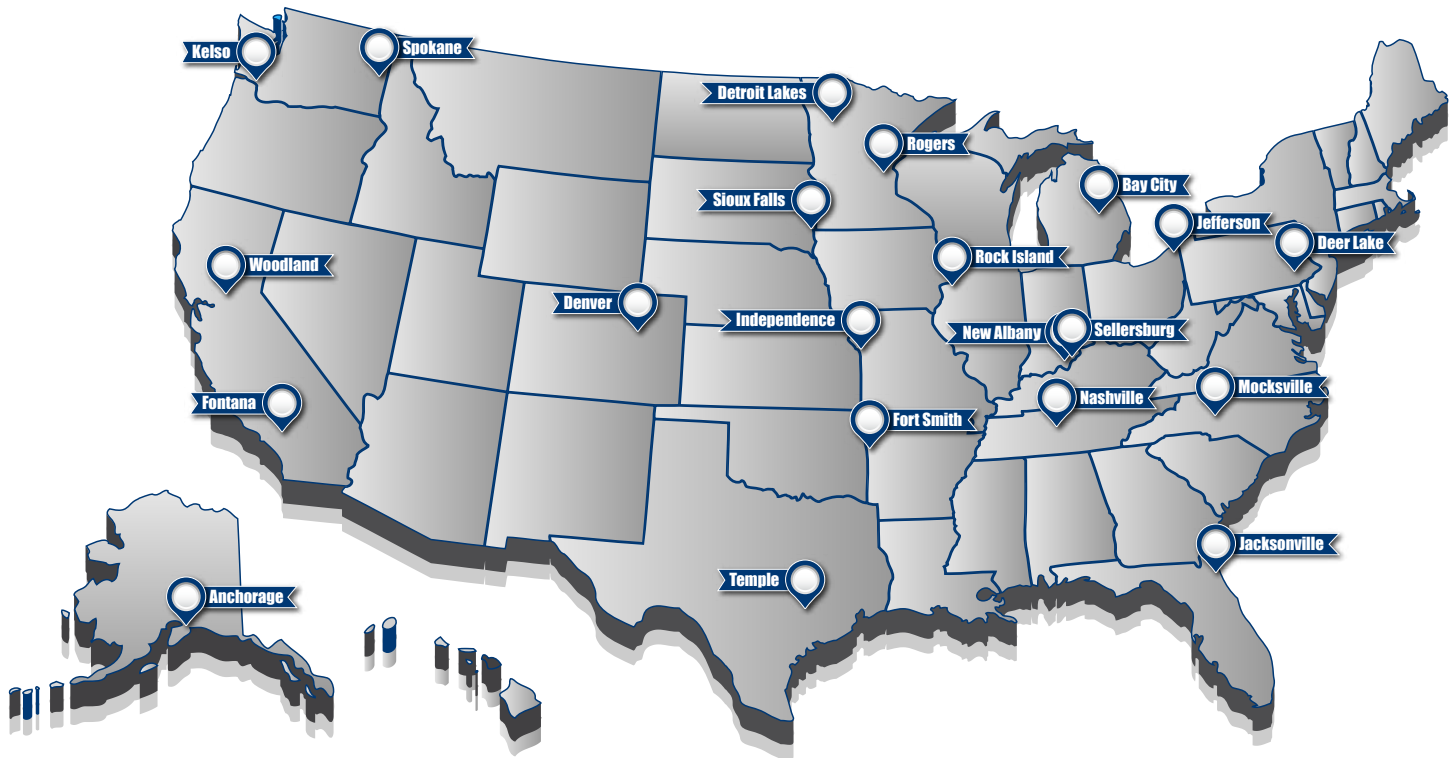 Kelso
Spokane
Detroit Lakes
Rogers
Bay City
Sioux Falls
Jefferson
Deer Lake
Woodland
Rock Island
Denver
Independence
New Albany
Sellersburg
Fontana
Nashville
Mocksville
Fort Smith
Jacksonville
Temple
Anchorage